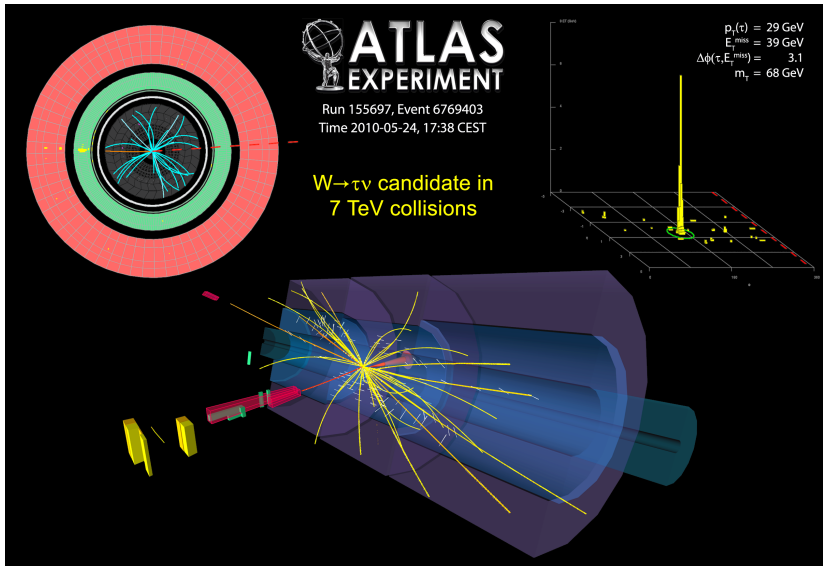 ATLAS
EXPERIMENT
Run 155697, Event 6769403
Time 2010-05-24, 17:38 CEST
W→τν candidate in
7 TeV collisions
p_T(τ) = 29 GeV
E_T^miss = 39 GeV
Δϕ(τ,E_T^miss) = 3.1
m_T = 68 GeV